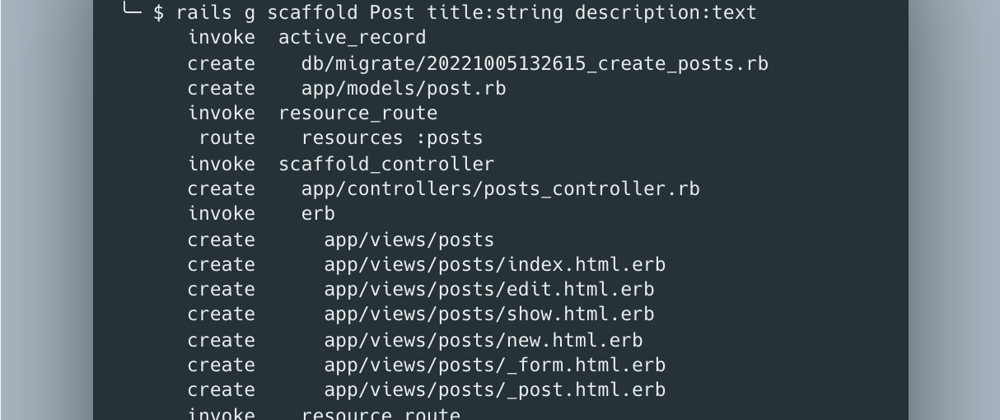 ╰─ $ rails g scaffold Post title:string description:text
invoke active_record
create db/migrate/20221005132615_create_posts.rb
create app/models/post.rb
invoke resource_route
route resources :posts
invoke scaffold_controller
create app/controllers/posts_controller.rb
invoke erb
create app/views/posts
create app/views/posts/index.html.erb
create app/views/posts/edit.html.erb
create app/views/posts/show.html.erb
create app/views/posts/new.html.erb
create app/views/posts/_form.html.erb
create app/views/posts/_post.html.erb
invoke resource_route